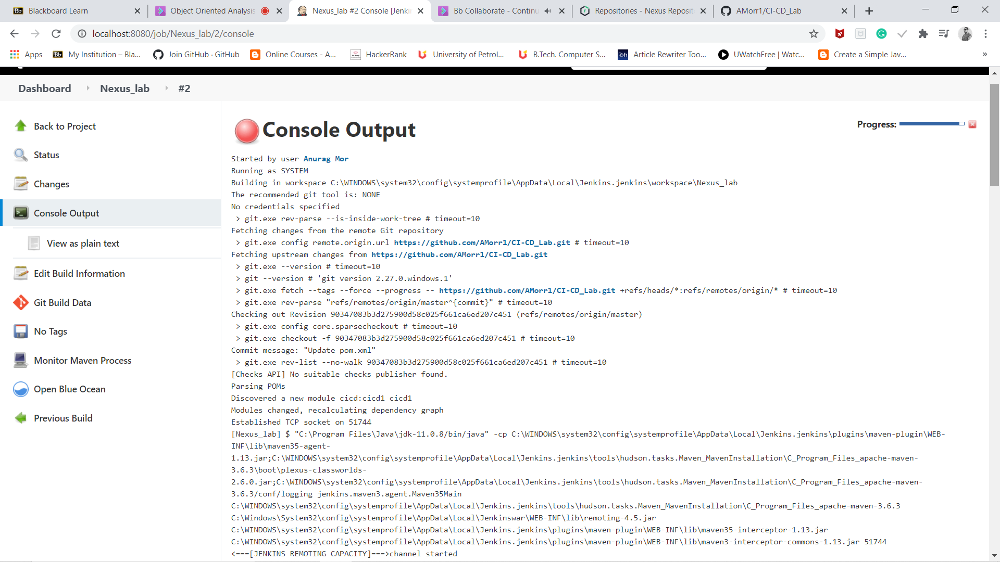 Blackboard Learn
Object Oriented Analysis
Nexus_lab #2 Console [Jenki
Bb Collaborate - Continu
Repositories - Nexus Reposit
AMorr1/CI-CD_Lab
localhost:8080/job/Nexus_lab/2/console
Apps
Bb My Institution – Bla...
Join GitHub · GitHub
Online Courses - A...
HackerRank
University of Petrol...
B.Tech. Computer S...
Article Rewriter Too...
UWatchFree | Watc...
Create a Simple Jav...
»
Dashboard
Nexus_lab
#2
Back to Project
Status
Changes
Console Output
View as plain text
Edit Build Information
Git Build Data
No Tags
Monitor Maven Process
Open Blue Ocean
Previous Build
Console Output
Progress:
Started by user Anurag Mor
Running as SYSTEM
Building in workspace C:\WINDOWS\system32\config\systemprofile\AppData\Local\Jenkins.jenkins\workspace\Nexus_lab
The recommended git tool is: NONE
No credentials specified
> git.exe rev-parse --is-inside-work-tree # timeout=10
Fetching changes from the remote Git repository
> git.exe config remote.origin.url https://github.com/AMorr1/CI-CD_Lab.git # timeout=10
Fetching upstream changes from https://github.com/AMorr1/CI-CD_Lab.git
> git.exe --version # timeout=10
> git --version # 'git version 2.27.0.windows.1'
> git.exe fetch --tags --force --progress -- https://github.com/AMorr1/CI-CD_Lab.git +refs/heads/*:refs/remotes/origin/* # timeout=10
> git.exe rev-parse "refs/remotes/origin/master^{commit}" # timeout=10
Checking out Revision 90347083b3d275900d58c025f661ca6ed207c451 (refs/remotes/origin/master)
> git.exe config core.sparsecheckout # timeout=10
> git.exe checkout -f 90347083b3d275900d58c025f661ca6ed207c451 # timeout=10
Commit message: "Update pom.xml"
> git.exe rev-list --no-walk 90347083b3d275900d58c025f661ca6ed207c451 # timeout=10
[Checks API] No suitable checks publisher found.
Parsing POMs
Discovered a new module cicd:cicd1 cicd1
Modules changed, recalculating dependency graph
Established TCP socket on 51744
[Nexus_lab] $ "C:\Program Files\Java\jdk-11.0.8/bin/java" -cp C:\WINDOWS\system32\config\systemprofile\AppData\Local\Jenkins.jenkins\plugins\maven-plugin\WEB-
INF\lib\maven35-agent-
1.13.jar;C:\WINDOWS\system32\config\systemprofile\AppData\Local\Jenkins.jenkins\tools\hudson.tasks.Maven_MavenInstallation\C_Program_Files_apache-maven-
3.6.3\boot\plexus-classworlds-
2.6.0.jar;C:\WINDOWS\system32\config\systemprofile\AppData\Local\Jenkins.jenkins\tools\hudson.tasks.Maven_MavenInstallation\C_Program_Files_apache-maven-
3.6.3/conf/logging jenkins.maven3.agent.Maven35Main
C:\WINDOWS\system32\config\systemprofile\AppData\Local\Jenkins.jenkins\tools\hudson.tasks.Maven_MavenInstallation\C_Program_Files_apache-maven-3.6.3
C:\Windows\System32\config\systemprofile\AppData\Local\Jenkinswar\WEB-INF\lib\remoting-4.5.jar
C:\WINDOWS\system32\config\systemprofile\AppData\Local\Jenkins.jenkins\plugins\maven-plugin\WEB-INF\lib\maven35-interceptor-1.13.jar
C:\WINDOWS\system32\config\systemprofile\AppData\Local\Jenkins.jenkins\plugins\maven-plugin\WEB-INF\lib\maven3-interceptor-commons-1.13.jar 51744
<===[JENKINS REMOTING CAPACITY]===>channel started